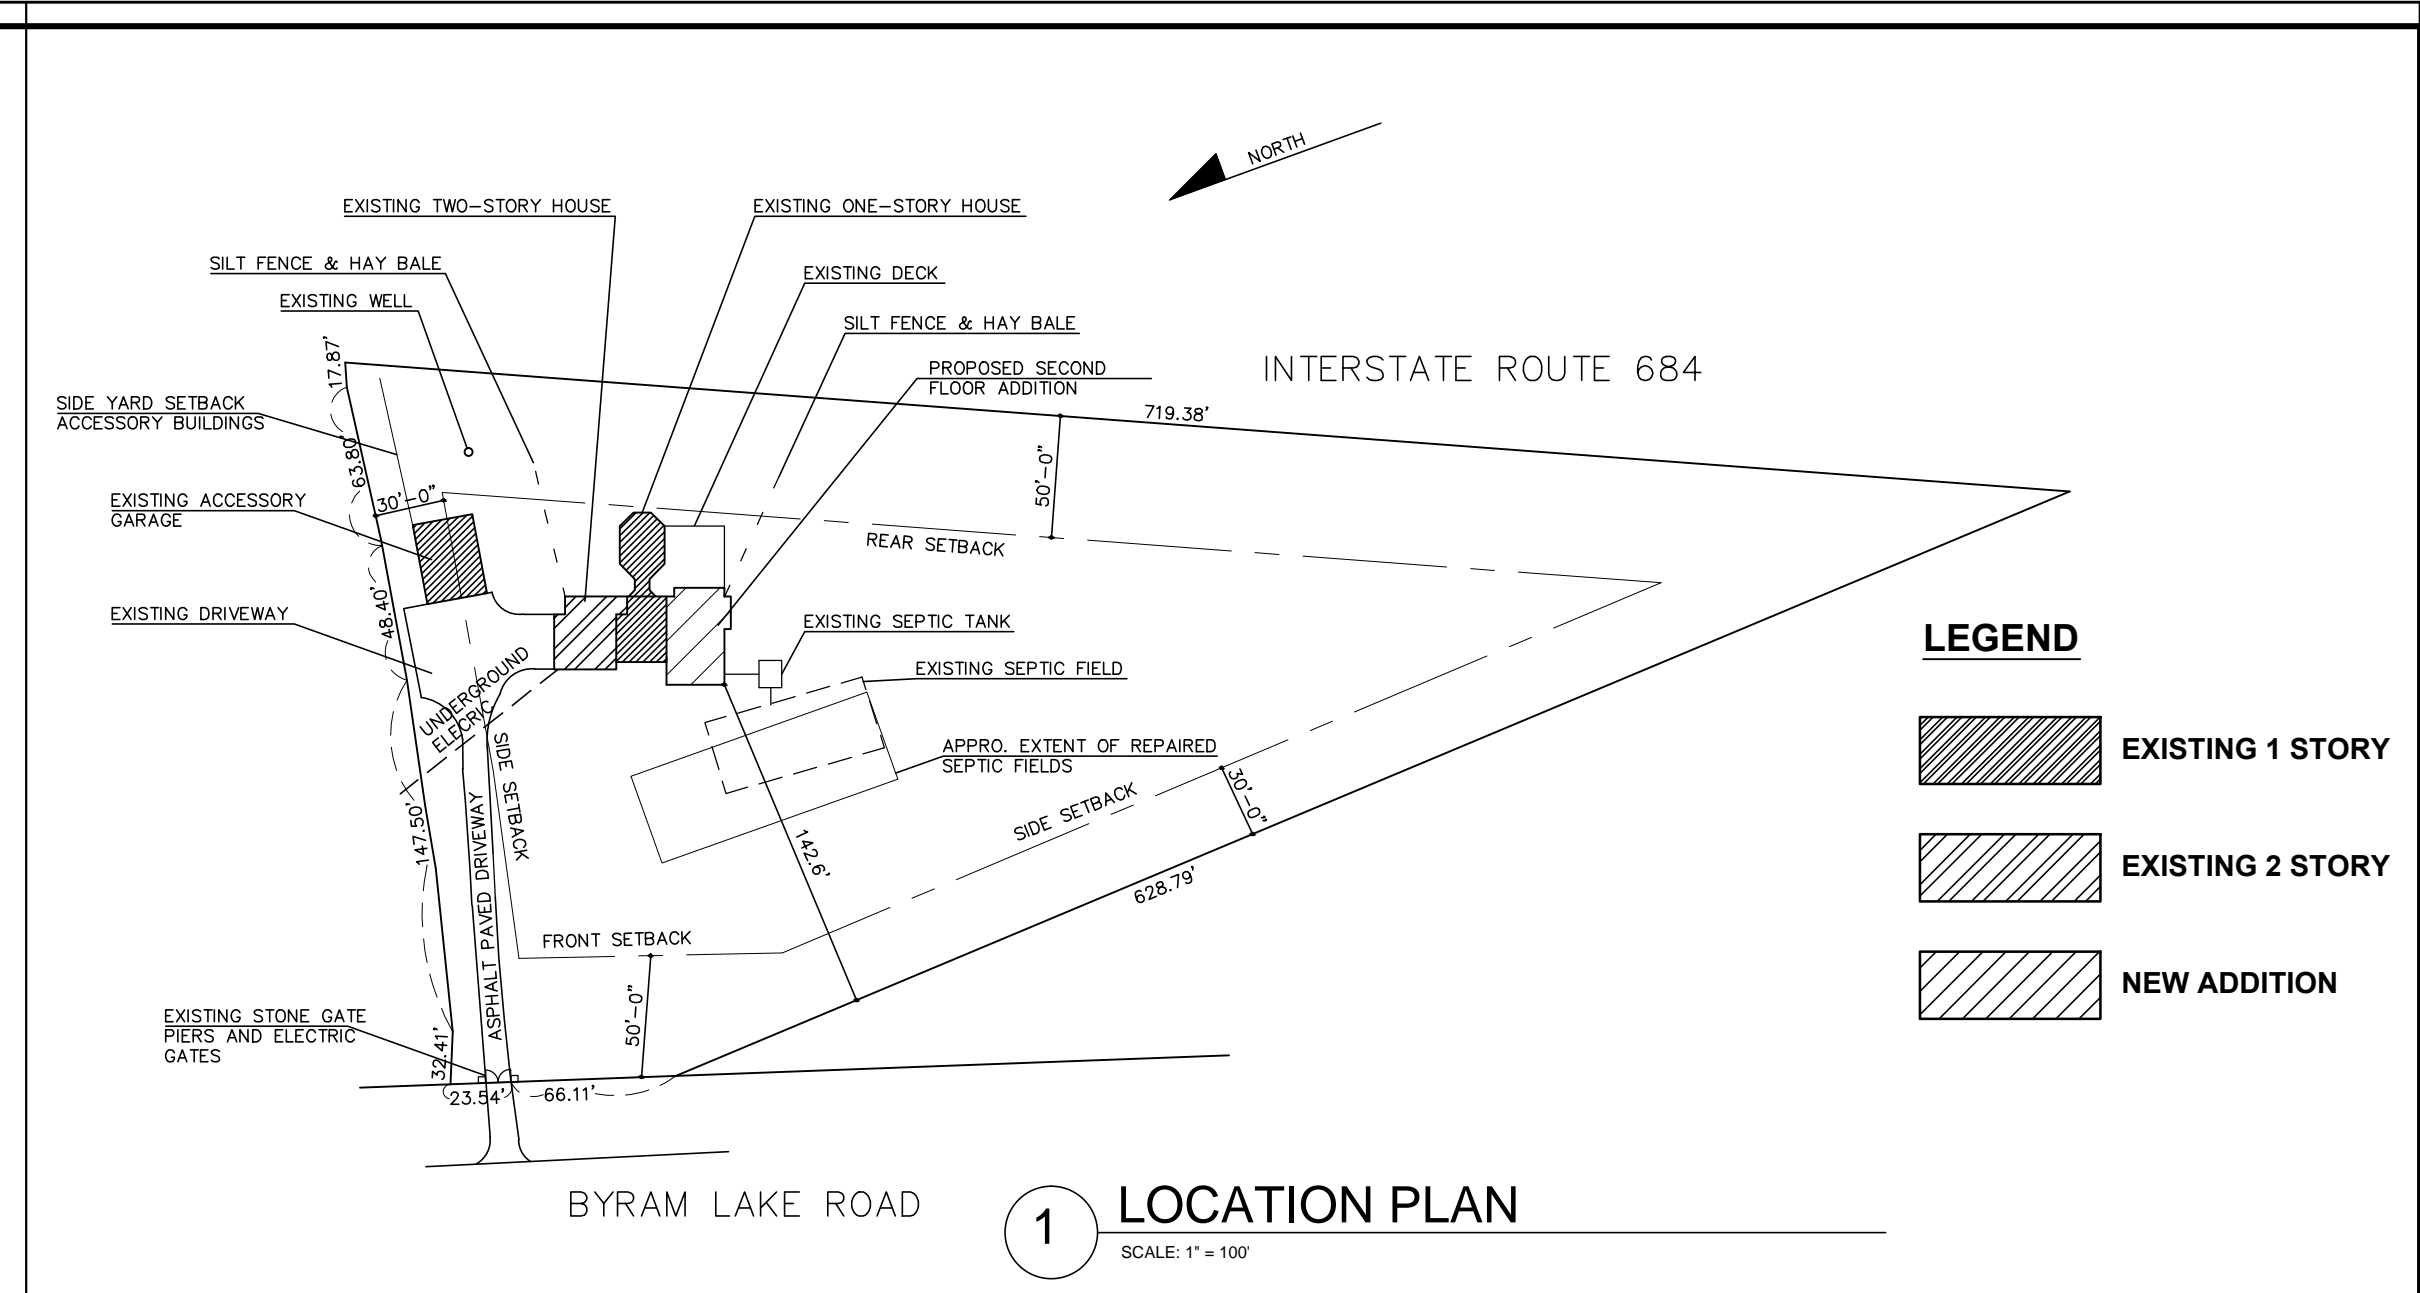 NORTH
EXISTING TWO-STORY HOUSE
EXISTING ONE-STORY HOUSE
SILT FENCE & HAY BALE
EXISTING DECK
EXISTING WELL
SILT FENCE & HAY BALE
PROPOSED SECOND
FLOOR ADDITION
INTERSTATE ROUTE 684
17.87'
719.38'
SIDE YARD SETBACK
ACCESSORY BUILDINGS
63.80'
30'-0"
50'-0"
EXISTING ACCESSORY
GARAGE
REAR SETBACK
EXISTING DRIVEWAY
48.40'
EXISTING SEPTIC TANK
UNDERGROUND
ELECRIC
EXISTING SEPTIC FIELD
SIDE SETBACK
APPRO. EXTENT OF REPAIRED
SEPTIC FIELDS
147.50'
ASPHALT PAVED DRIVEWAY
142.6'
SIDE SETBACK
30'-0"
628.79'
FRONT SETBACK
50'-0"
EXISTING STONE GATE
PIERS AND ELECTRIC
GATES
32.41'
23.54'
66.11'
BYRAM LAKE ROAD
LEGEND
EXISTING 1 STORY
EXISTING 2 STORY
NEW ADDITION
1
LOCATION PLAN
SCALE: 1" = 100'